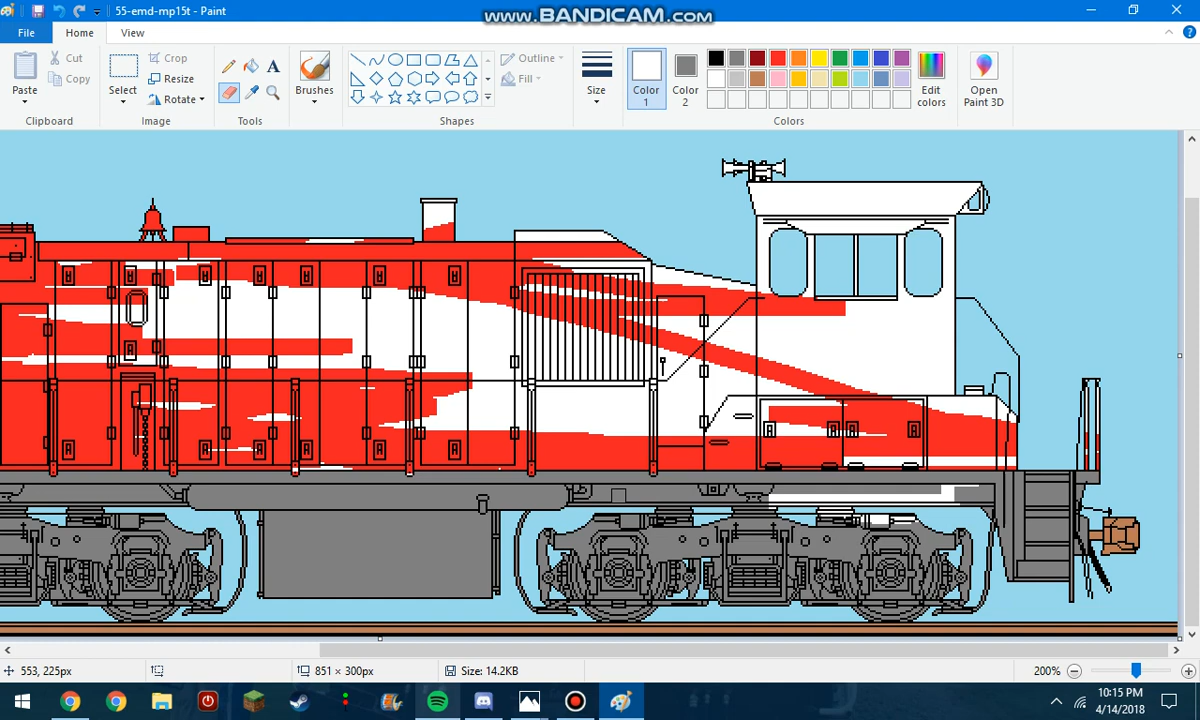 55-emd-mp15t - Paint
www.BANDICAM.com
File
Home
View
Cut
Copy
Paste
Clipboard
Crop
Resize
Rotate
Select
Image
A
Tools
Brushes
Outline
Fill
Shapes
Size
Color 1
Color 2
Edit colors
Open Paint 3D
Colors
553, 225px
851 × 300px
Size: 14.2KB
200%
10:15 PM
4/14/2018